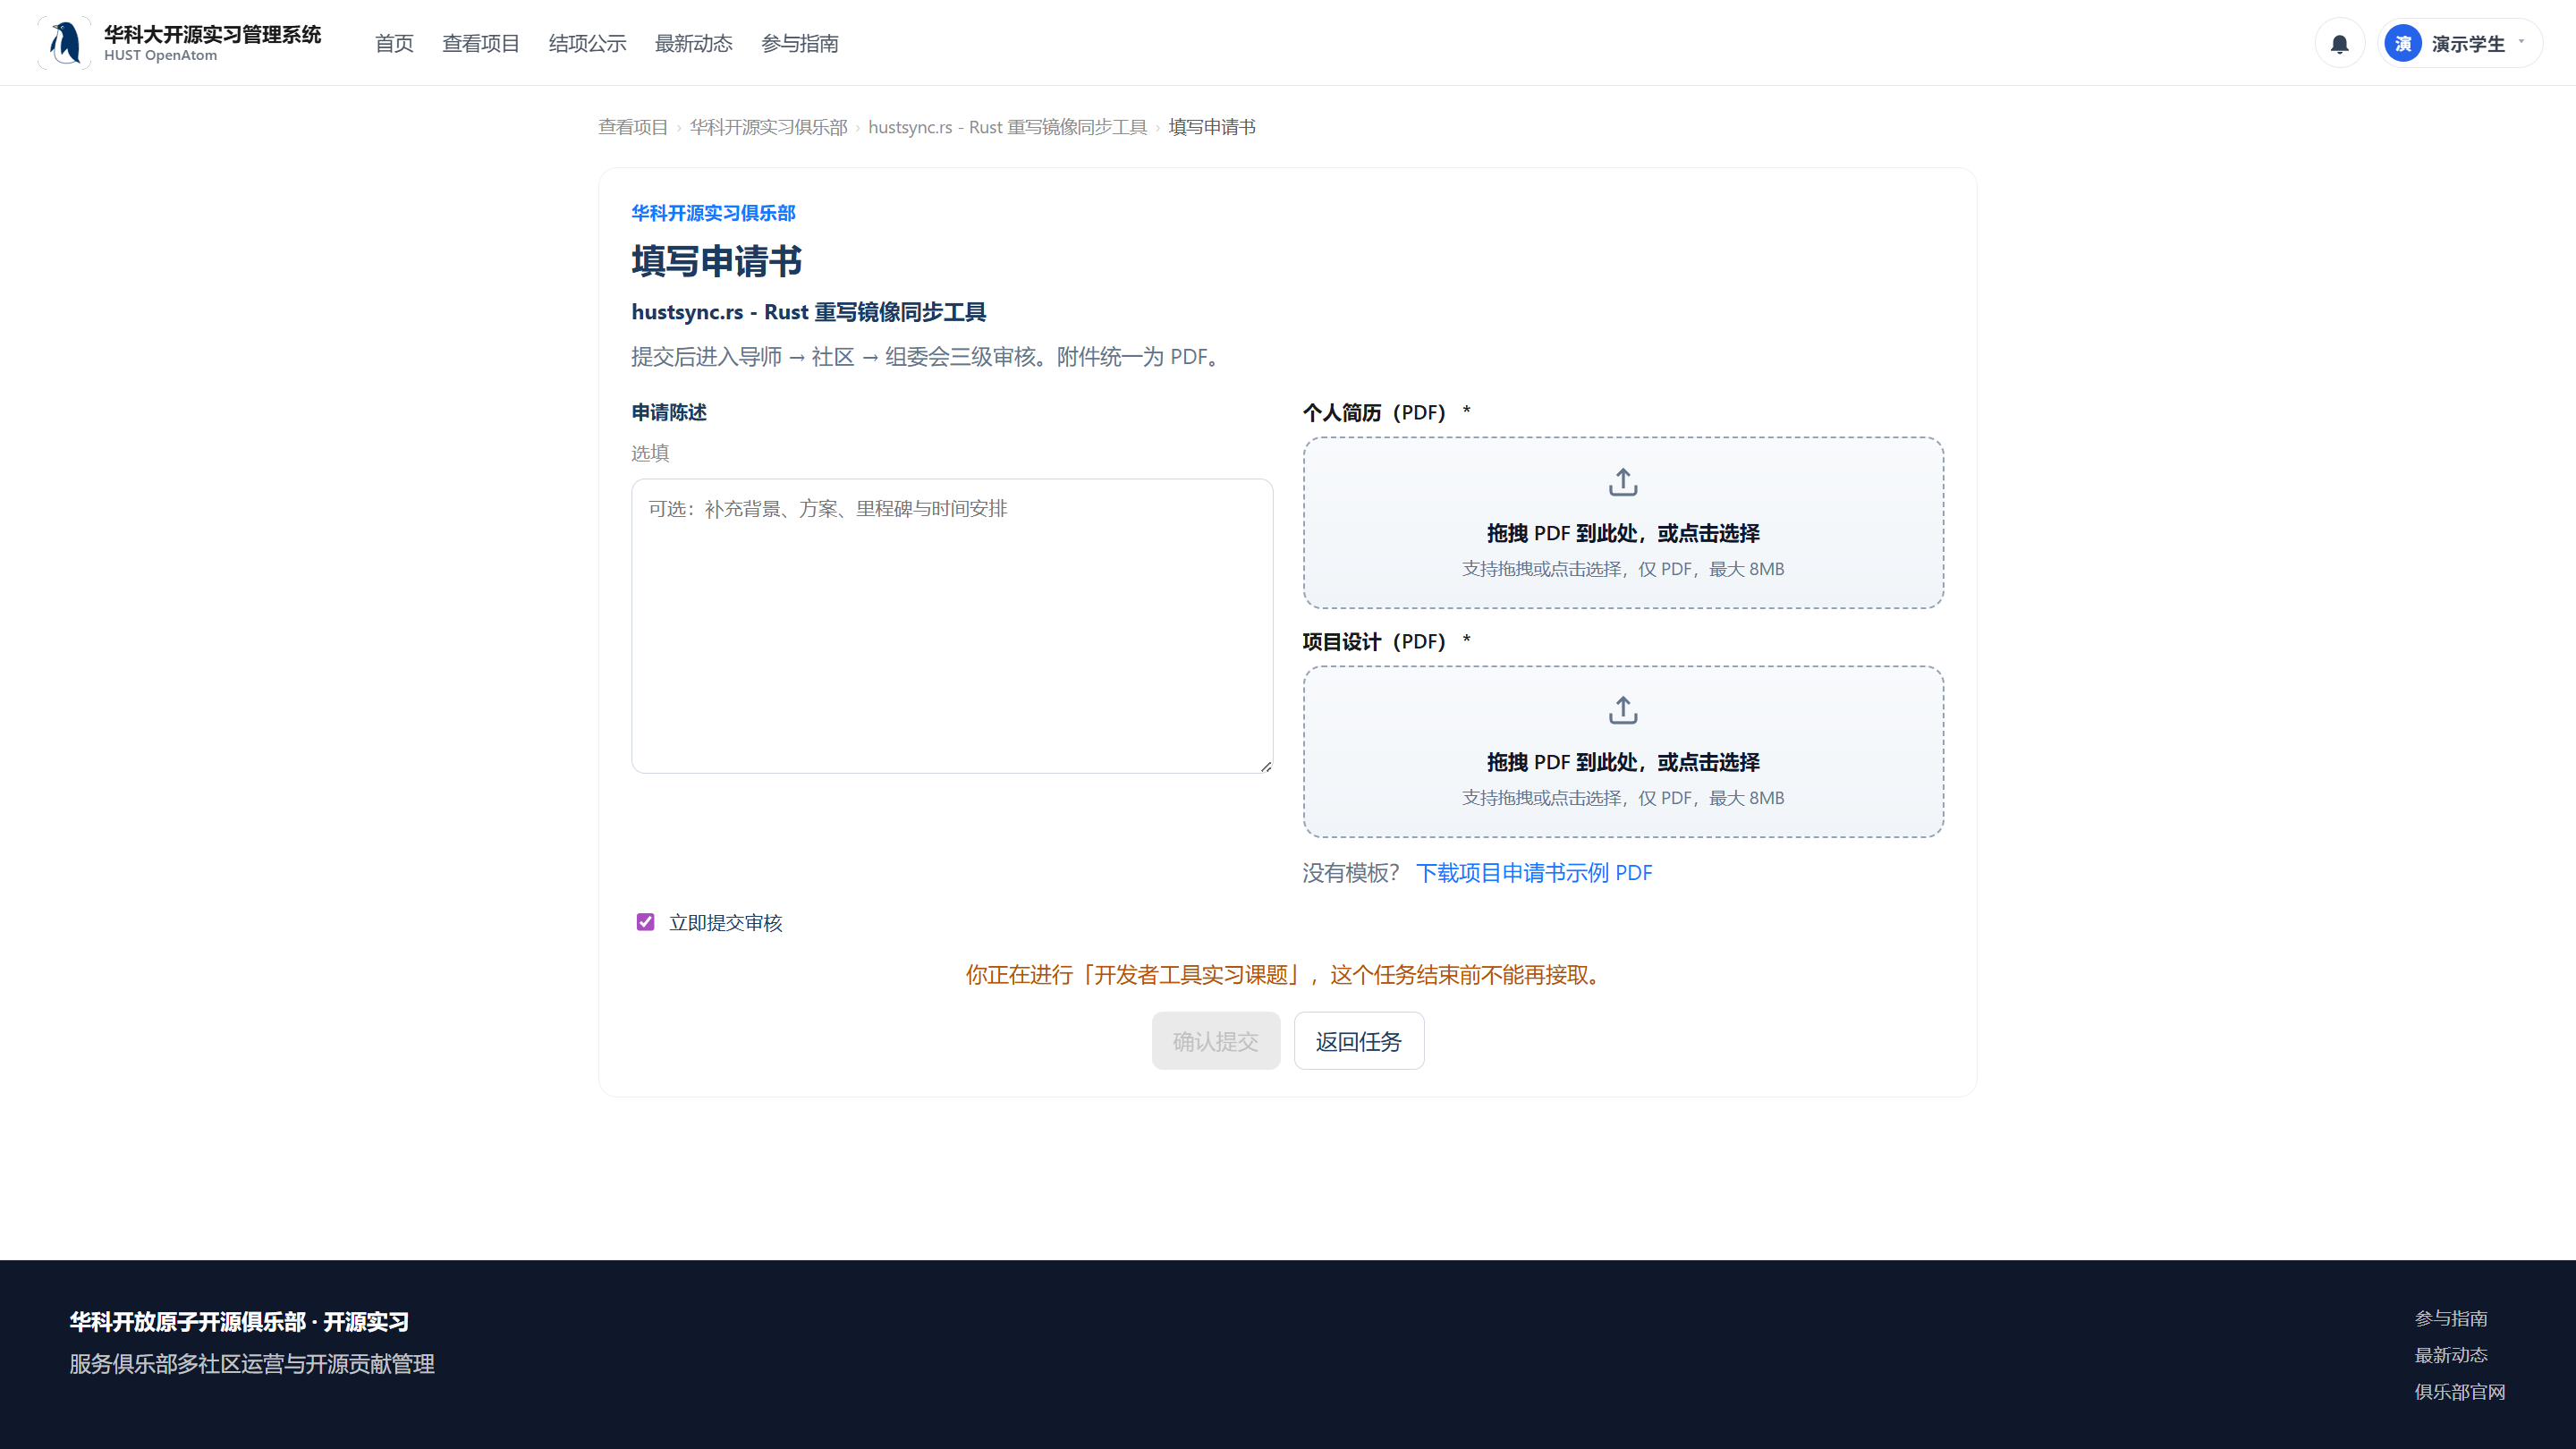 华科大开源实习管理系统
HUST OpenAtom
首页 查看项目 结项公示 最新动态 参与指南
演 演示学生
查看项目 › 华科开源实习俱乐部 › hustsync.rs - Rust 重写镜像同步工具 › 填写申请书
华科开源实习俱乐部
填写申请书
hustsync.rs - Rust 重写镜像同步工具
提交后进入导师 → 社区 → 组委会三级审核。附件统一为 PDF。
申请陈述
选填
可选：补充背景、方案、里程碑与时间安排
个人简历（PDF） *
拖拽 PDF 到此处，或点击选择
支持拖拽或点击选择，仅 PDF，最大 8MB
项目设计（PDF） *
拖拽 PDF 到此处，或点击选择
支持拖拽或点击选择，仅 PDF，最大 8MB
没有模板？ 下载项目申请书示例 PDF
立即提交审核
你正在进行「开发者工具实习课题」，这个任务结束前不能再接取。
确认提交 返回任务
华科开放原子开源俱乐部 · 开源实习
服务俱乐部多社区运营与开源贡献管理
参与指南
最新动态
俱乐部官网